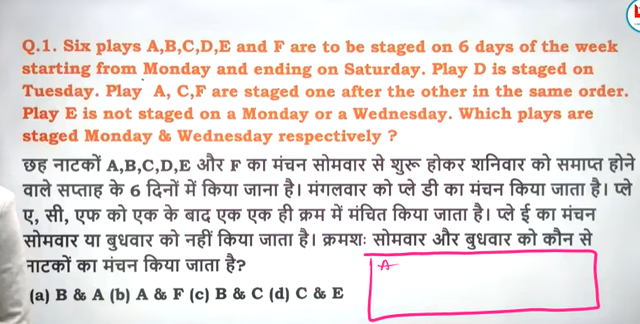 Q.1. Six plays A,B,C,D,E and F are to be staged on 6 days of the week
starting from Monday and ending on Saturday. Play D is staged on
Tuesday. Play A, C,F are staged one after the other in the same order.
Play E is not staged on a Monday or a Wednesday. Which plays are
staged Monday & Wednesday respectively ?
छह नाटकों A,B,C,D,E और F का मंचन सोमवार से शुरू होकर शनिवार को समाप्त होने
वाले सप्ताह के 6 दिनों में किया जाना है। मंगलवार को प्ले डी का मंचन किया जाता है। प्ले
ए, सी, एफ को एक के बाद एक एक ही क्रम में मंचित किया जाता है। प्ले ई का मंचन
सोमवार या बुधवार को नहीं किया जाता है। क्रमशः सोमवार और बुधवार को कौन से
नाटकों का मंचन किया जाता है?
A
(a) B & A (b) A & F (c) B & C (d) C & E